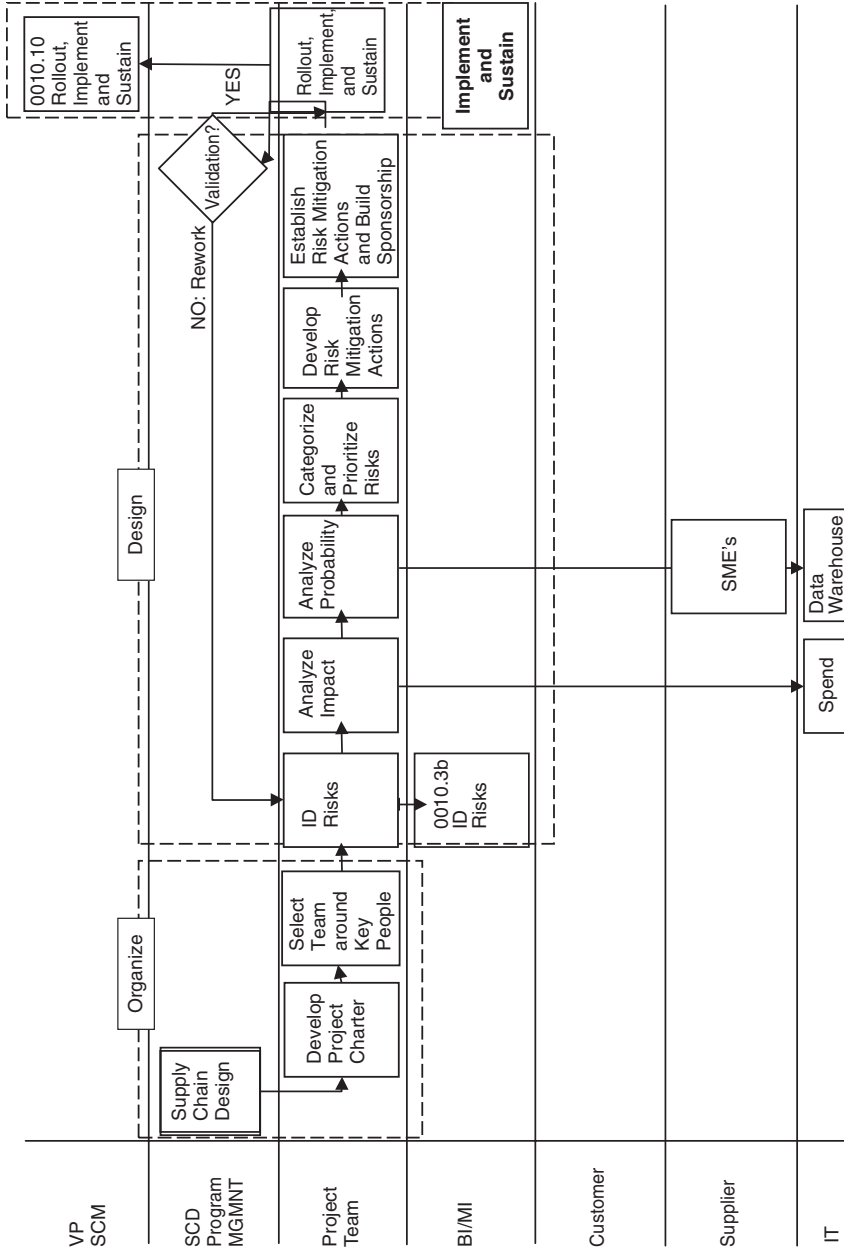 VP
SCM
0010.10
Rollout,
Implement
and
Sustain
SCD
Program
MGMNT
Organize
Design
Supply
Chain
Design
NO: Rework
Validation?
YES
Project
Team
Develop
Project
Charter
Select
Team
around
Key
People
ID
Risks
Analyze
Impact
Analyze
Probability
Categorize
and
Prioritize
Risks
Develop
Risk
Mitigation
Actions
Establish
Risk Mitigation
Actions
and Build
Sponsorship
Rollout,
Implement,
and
Sustain
BI/MI
0010.3b
ID
Risks
Implement
and
Sustain
Customer
Supplier
SME's
IT
Spend
Data
Warehouse